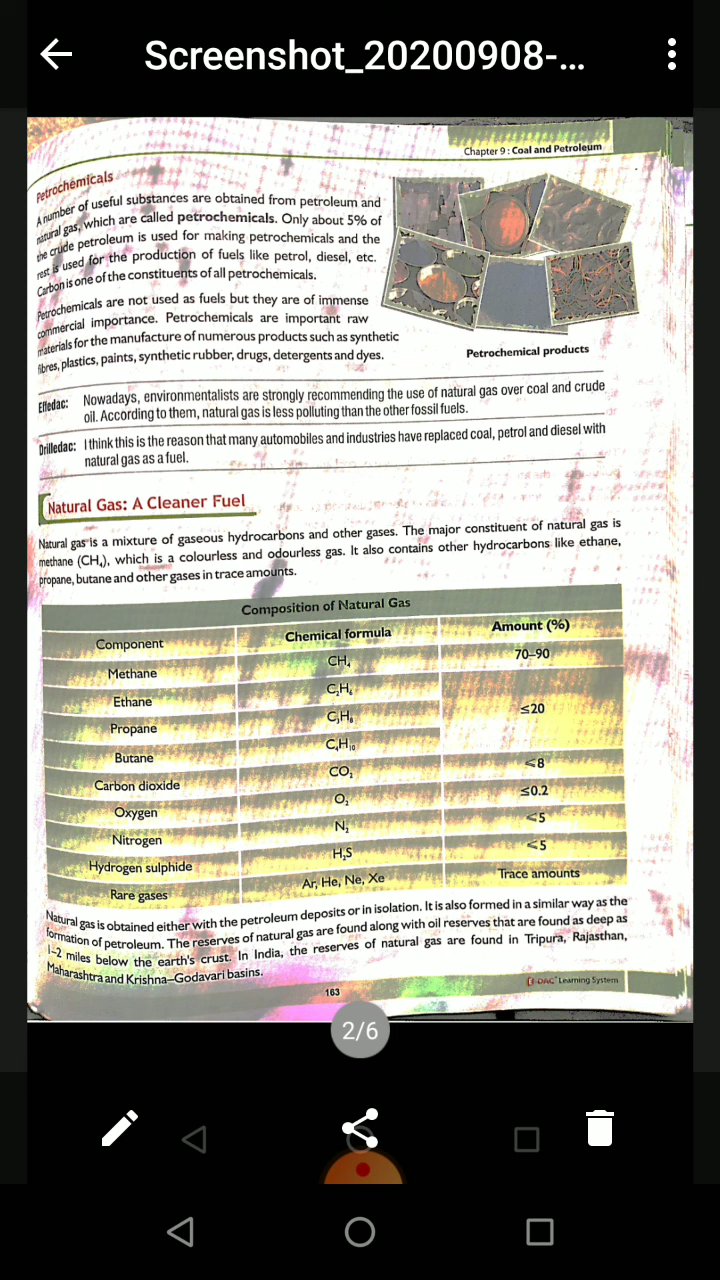 Screenshot_20200908-...
Chapter 9 : Coal and Petroleum
Petrochemicals
A number of useful substances are obtained from petroleum and
natural gas, which are called petrochemicals. Only about 5% of
the crude petroleum is used for making petrochemicals and the
rest is used for the production of fuels like petrol, diesel, etc.
Carbon is one of the constituents of all petrochemicals.
Petrochemicals are not used as fuels but they are of immense
commercial importance. Petrochemicals are important raw
materials for the manufacture of numerous products such as synthetic
fibres, plastics, paints, synthetic rubber, drugs, detergents and dyes.
Petrochemical products
Effedac: Nowadays, environmentalists are strongly recommending the use of natural gas over coal and crude
oil. According to them, natural gas is less polluting than the other fossil fuels.
Drilledac: I think this is the reason that many automobiles and industries have replaced coal, petrol and diesel with
natural gas as a fuel.
Natural Gas: A Cleaner Fuel
Natural gas is a mixture of gaseous hydrocarbons and other gases. The major constituent of natural gas is
methane (CH₄), which is a colourless and odourless gas. It also contains other hydrocarbons like ethane,
propane, butane and other gases in trace amounts.
Composition of Natural Gas
Component Chemical formula Amount (%)
Methane CH₄ 70–90
Ethane C₂H₆
Propane C₃H₈ ≤20
Butane C₄H₁₀
Carbon dioxide CO₂ <8
Oxygen O₂ ≤0.2
Nitrogen N₂ <5
Hydrogen sulphide H₂S <5
Rare gases Ar, He, Ne, Xe Trace amounts
Natural gas is obtained either with the petroleum deposits or in isolation. It is also formed in a similar way as the
formation of petroleum. The reserves of natural gas are found along with oil reserves that are found as deep as
1–2 miles below the earth's crust. In India, the reserves of natural gas are found in Tripura, Rajasthan,
Maharashtra and Krishna–Godavari basins.
163
Learning System
2/6